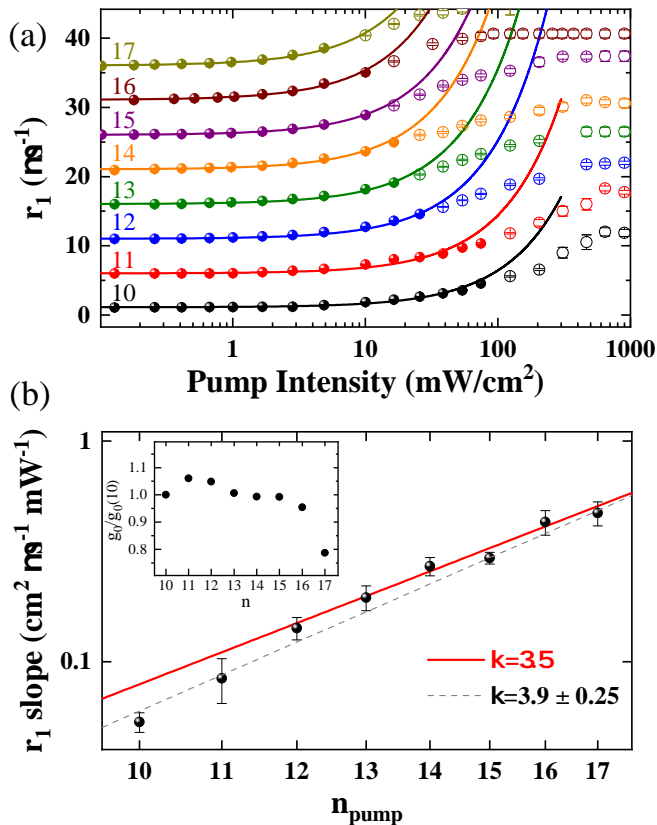 (a)
r1 (ns-1)
40
30
20
10
0
17
16
15
14
13
12
11
10
1 10 100 1000
Pump Intensity (mW/cm2)
(b)
r1 slope (cm2 ns-1 mW-1)
1
0.1
g0/g0(10)
1.1
1.0
0.9
0.8
10 11 12 13 14 15 16 17
n
k=3.5
k=3.9 ± 0.25
10 11 12 13 14 15 16 17
npump